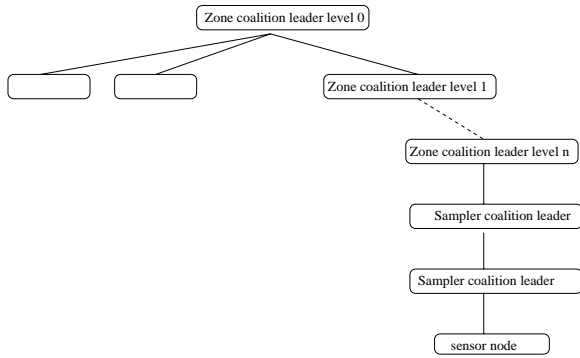 Zone coalition leader level 0
Zone coalition leader level 1
Zone coalition leader level n
Sampler coalition leader
Sampler coalition leader
sensor node